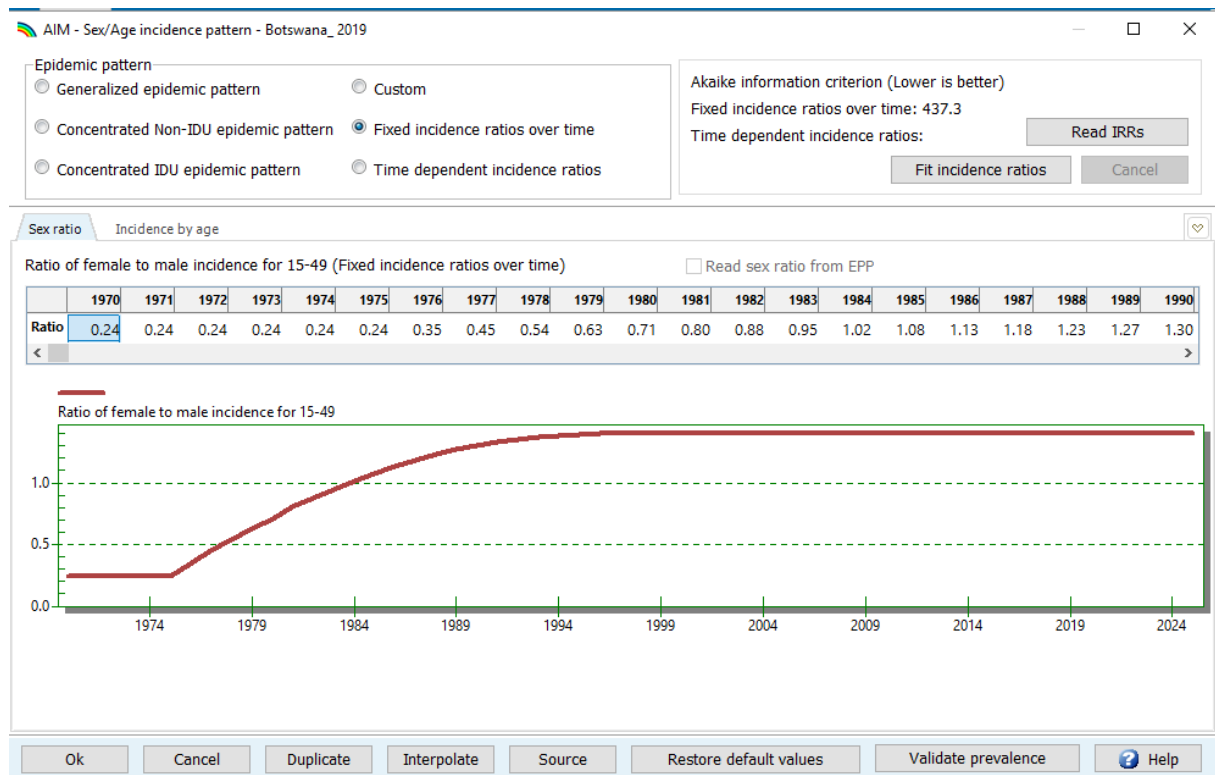 AIM - Sex/Age incidence pattern - Botswana_ 2019
Epidemic pattern
Generalized epidemic pattern
Custom
Concentrated Non-IDU epidemic pattern
Fixed incidence ratios over time
Concentrated IDU epidemic pattern
Time dependent incidence ratios
Akaike information criterion (Lower is better)
Fixed incidence ratios over time: 437.3
Time dependent incidence ratios:
Read IRRs
Fit incidence ratios
Cancel
Sex ratio
Incidence by age
Ratio of female to male incidence for 15-49 (Fixed incidence ratios over time)
Read sex ratio from EPP
1970 1971 1972 1973 1974 1975 1976 1977 1978 1979 1980 1981 1982 1983 1984 1985 1986 1987 1988 1989 1990
Ratio 0.24 0.24 0.24 0.24 0.24 0.24 0.35 0.45 0.54 0.63 0.71 0.80 0.88 0.95 1.02 1.08 1.13 1.18 1.23 1.27 1.30
Ratio of female to male incidence for 15-49
1.0
0.5
0.0
1974 1979 1984 1989 1994 1999 2004 2009 2014 2019 2024
Ok
Cancel
Duplicate
Interpolate
Source
Restore default values
Validate prevalence
? Help